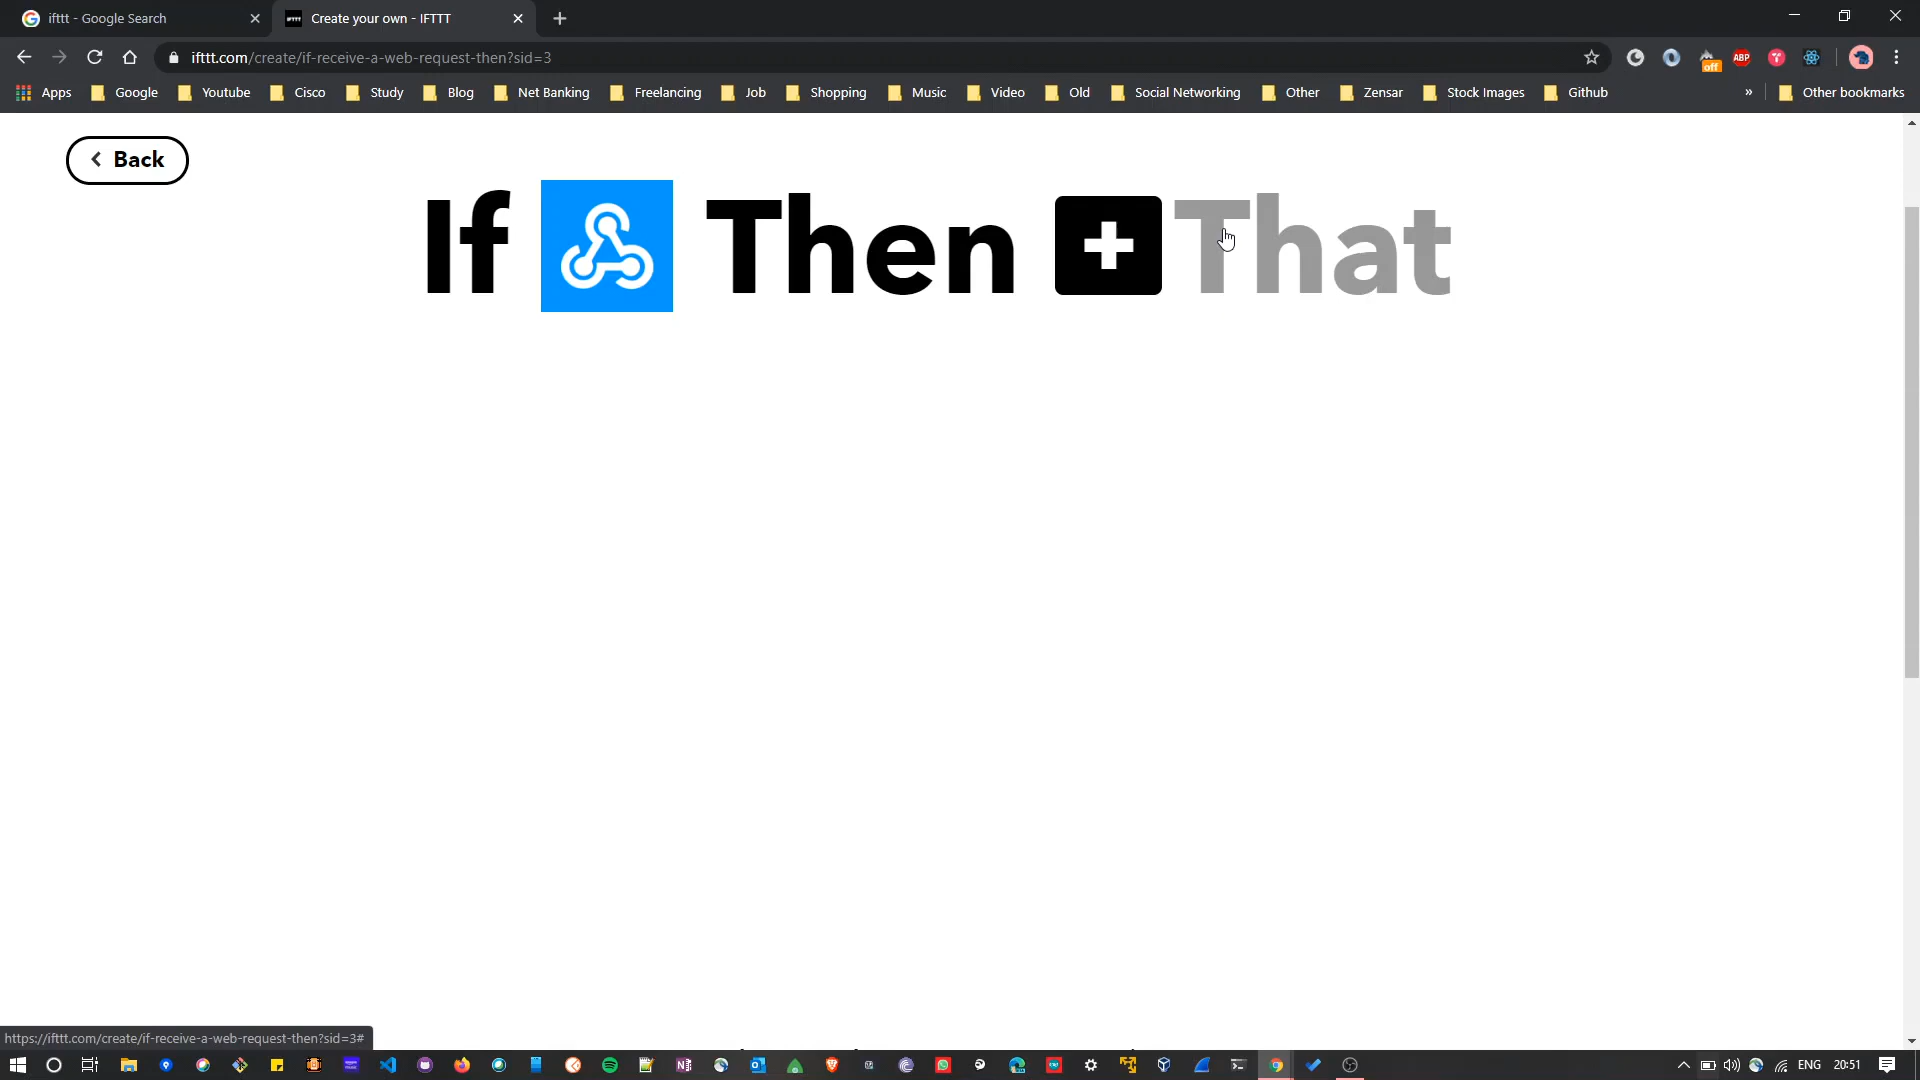 ifttt - Google Search
IFTTT Create your own - IFTTT
ifttt.com/create/if-receive-a-web-request-then?sid=3
off
ABP
Apps Google Youtube Cisco Study Blog Net Banking Freelancing Job Shopping Music Video Old Social Networking Other Zensar Stock Images Github » Other bookmarks
Back
If Then + That
https://ifttt.com/create/if-receive-a-web-request-then?sid=3#
ENG 20:51